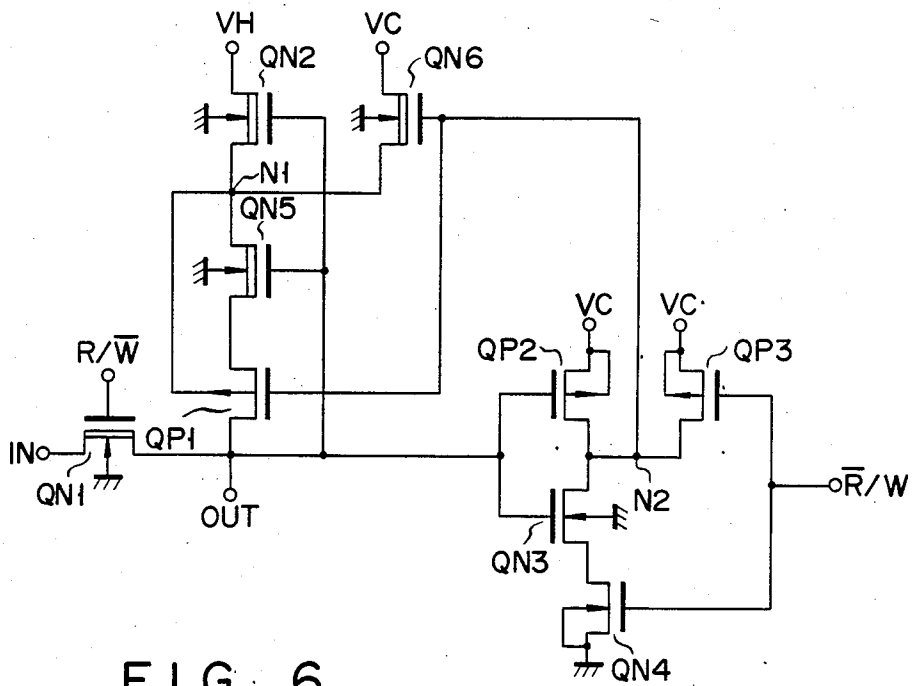 VH
VC
QN2
QN6
N1
QN5
VC
VC
QP2
QP3
R/W̅
QP1
IN
QN1
OUT
N2
R̅/W
QN3
QN4
FIG. 6